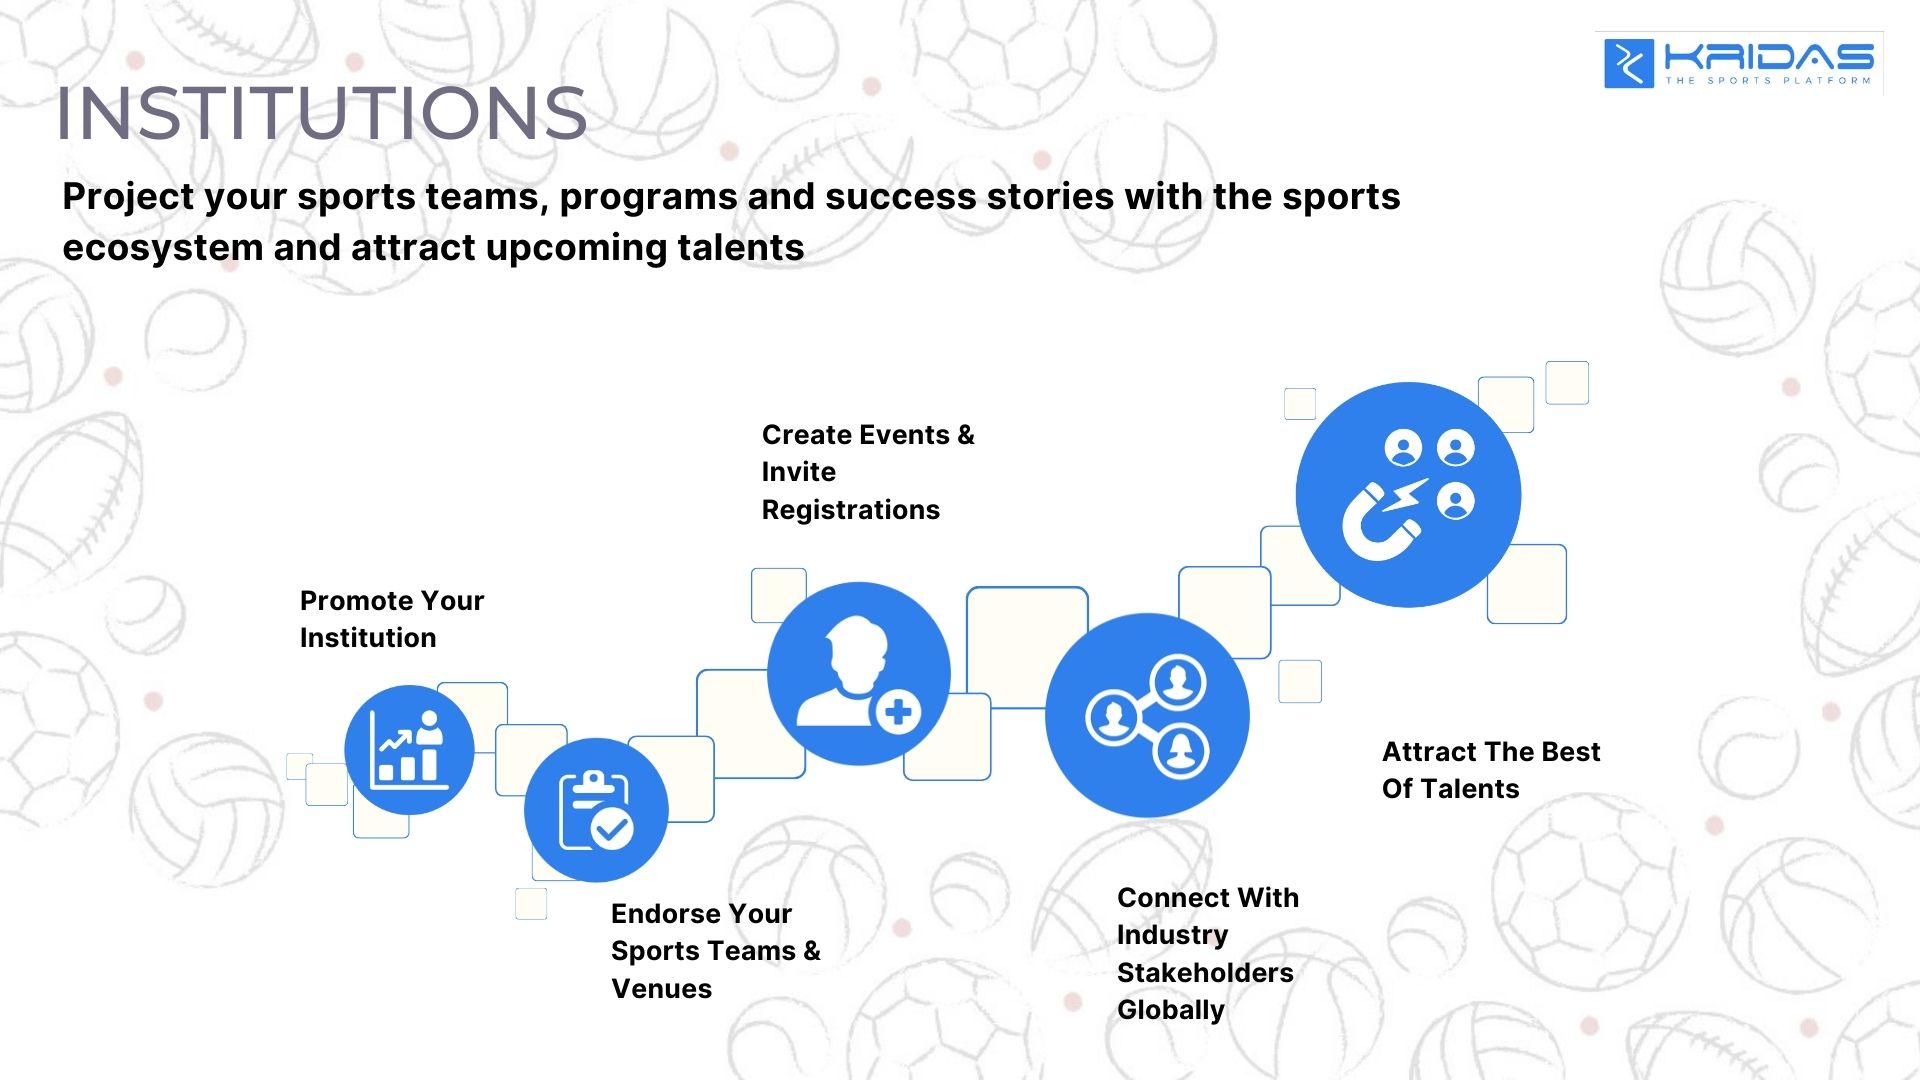 KRIDAS
THE SPORTS PLATFORM
INSTITUTIONS
Project your sports teams, programs and success stories with the sports
ecosystem and attract upcoming talents
Create Events &
Invite
Registrations
Promote Your
Institution
Attract The Best
Of Talents
Endorse Your
Sports Teams &
Venues
Connect With
Industry
Stakeholders
Globally